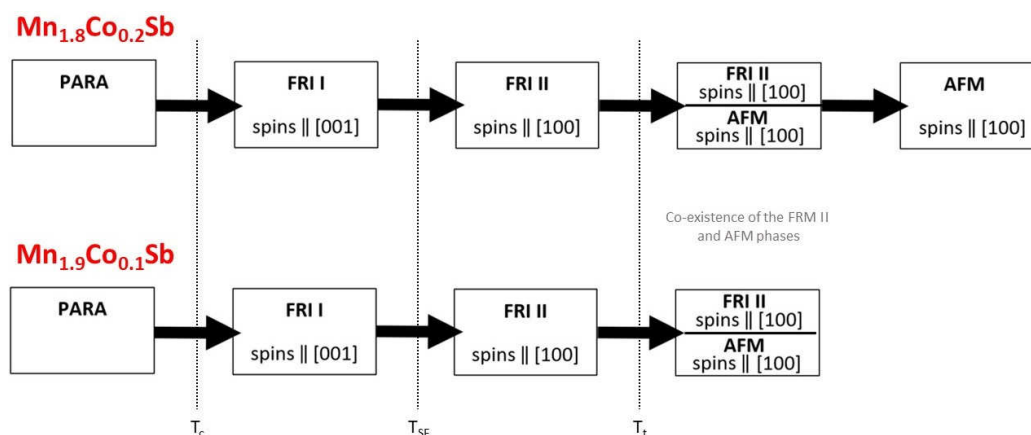 Mn1.8Co0.2Sb
PARA
FRI I
spins || [001]
FRI II
spins || [100]
FRI II
spins || [100]
AFM
spins || [100]
AFM
spins || [100]
Co-existence of the FRM II
and AFM phases
Mn1.9Co0.1Sb
PARA
FRI I
spins || [001]
FRI II
spins || [100]
FRI II
spins || [100]
AFM
spins || [100]
Tc
TSF
Tt